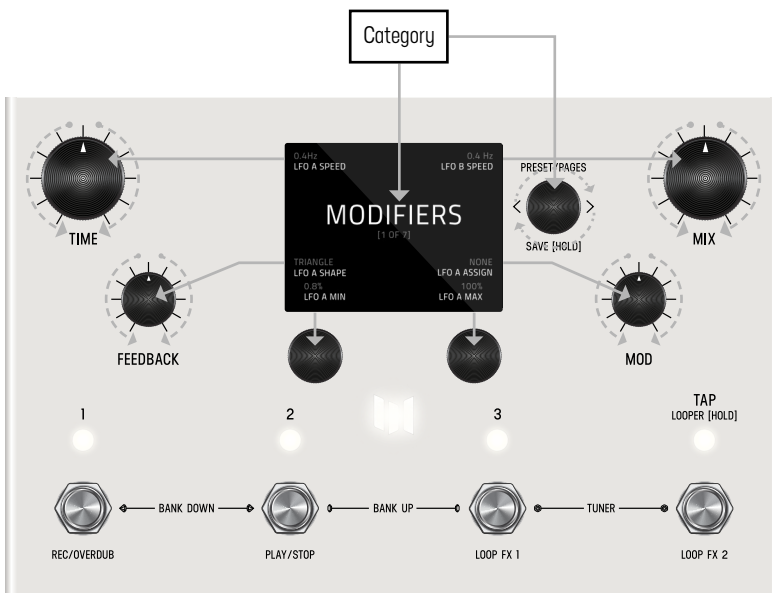 Category
0.4Hz
LFO A SPEED
0.4 Hz
LFO B SPEED
PRESET/PAGES
MODIFIERS
[1 OF 7]
SAVE [HOLD]
TIME
MIX
TRIANGLE
LFO A SHAPE
NONE
LFO A ASSIGN
0.8%
LFO A MIN
100%
LFO A MAX
FEEDBACK
MOD
1
2
3
TAP
LOOPER [HOLD]
BANK DOWN
BANK UP
TUNER
REC/OVERDUB
PLAY/STOP
LOOP FX 1
LOOP FX 2